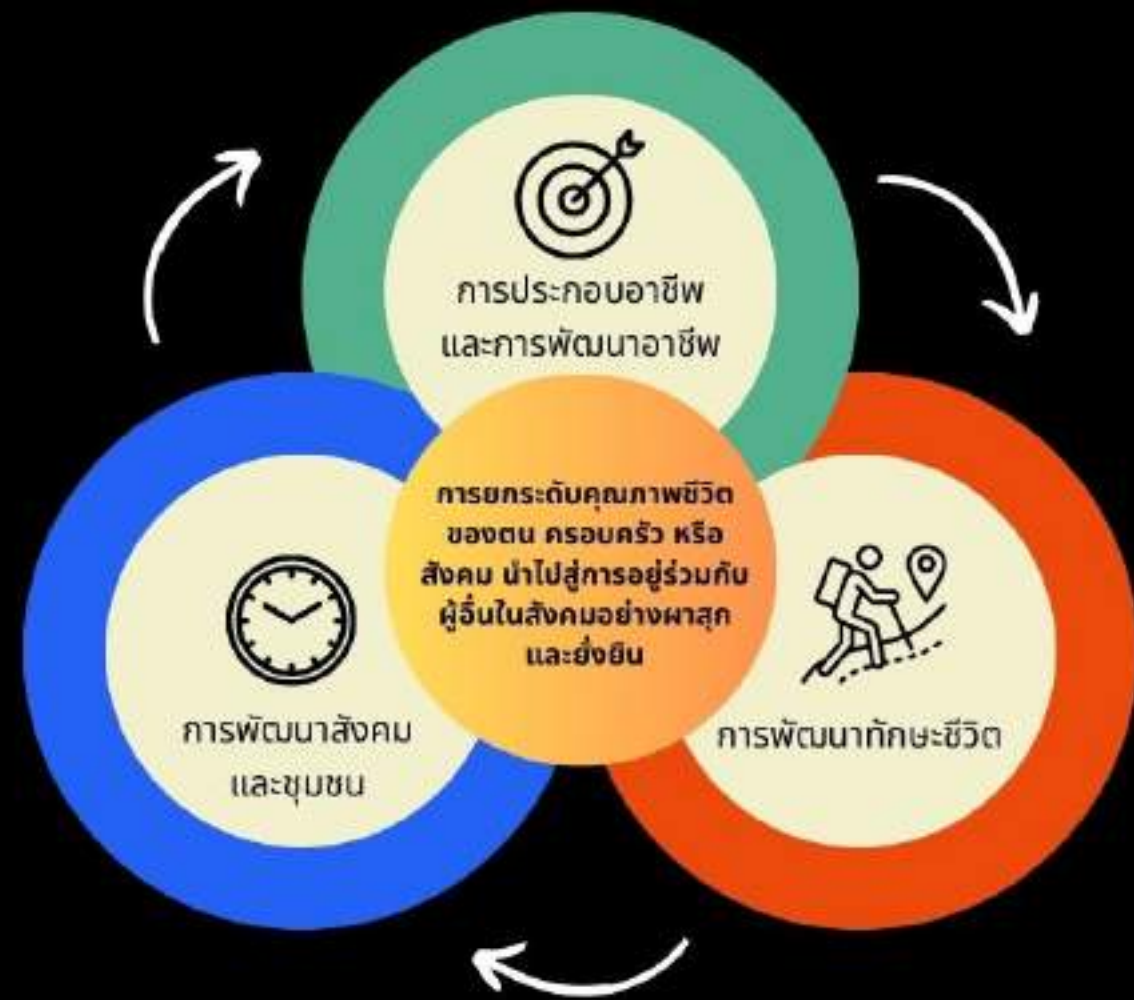 การประกอบอาชีพ
และการพัฒนาอาชีพ
การยกระดับคุณภาพชีวิต
ของตน ครอบครัว หรือ
สังคม นำไปสู่การอยู่ร่วมกับ
ผู้อื่นในสังคมอย่างผาสุก
และยั่งยืน
การพัฒนาสังคม
และชุมชน
การพัฒนาทักษะชีวิต